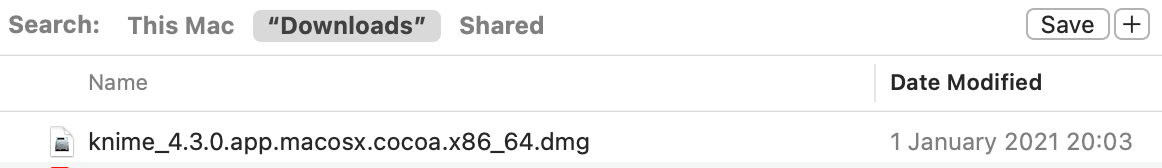 Search: This Mac “Downloads” Shared Save +
Name Date Modified
knime_4.3.0.app.macosx.cocoa.x86_64.dmg 1 January 2021 20:03